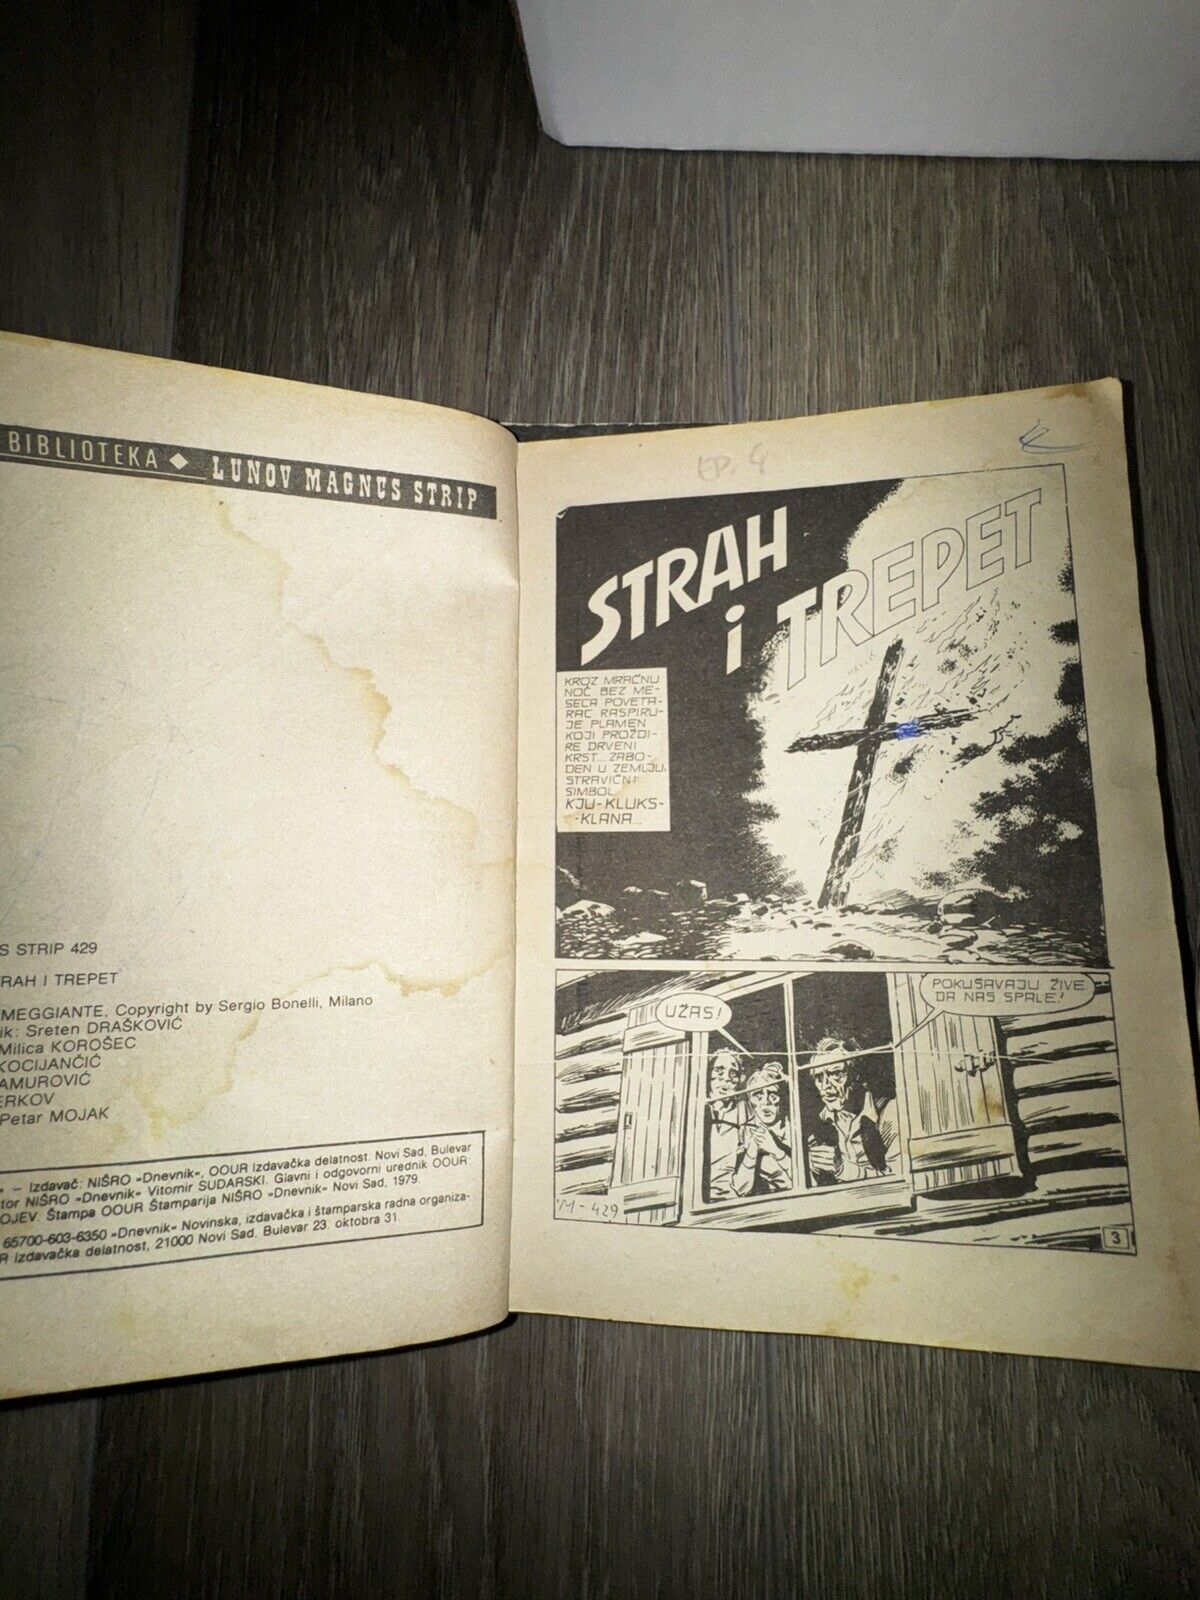 BIBLIOTEKA ◆ LUNOV MAGNUS STRIP
S STRIP 429
RAH I TREPET
MEGGIANTE, Copyright by Sergio Bonelli, Milano
ik: Sreten DRAŠKOVIĆ
Milica KOROŠEC
KOCIJANČIĆ
AMUROVIĆ
ERKOV
Petar MOJAK
« – Izdavač: NIŠRO »Dnevnik«, OOUR Izdavačka delatnost. Novi Sad, Bulevar
tor NIŠRO »Dnevnik« Vitomir SUDARSKI. Glavni i odgovorni urednik OOUR:
OJEV. Štampa OOUR Štamparija NIŠRO »Dnevnik« Novi Sad, 1979.
65700-603-6350 »Dnevnik« Novinska, izdavačka i štamparska radna organiza-
R Izdavačka delatnost, 21000 Novi Sad. Bulevar 23. oktobra 31.
EP. 4
STRAH
i TREPET
KROZ MRAČNU
NOĆ BEZ ME-
SECA POVETA-
RAC RASPIRU-
JE PLAMEN
KOJI PROŽDI-
RE DRVENI
KRST... ZABO-
DEN U ZEMLJU,
STRAVIČNI
SIMBOL
KJU-KLUKS-
-KLANA...
UŽAS!
POKUŠAVAJU ŽIVE
DA NAS SPALE!
M-429
3